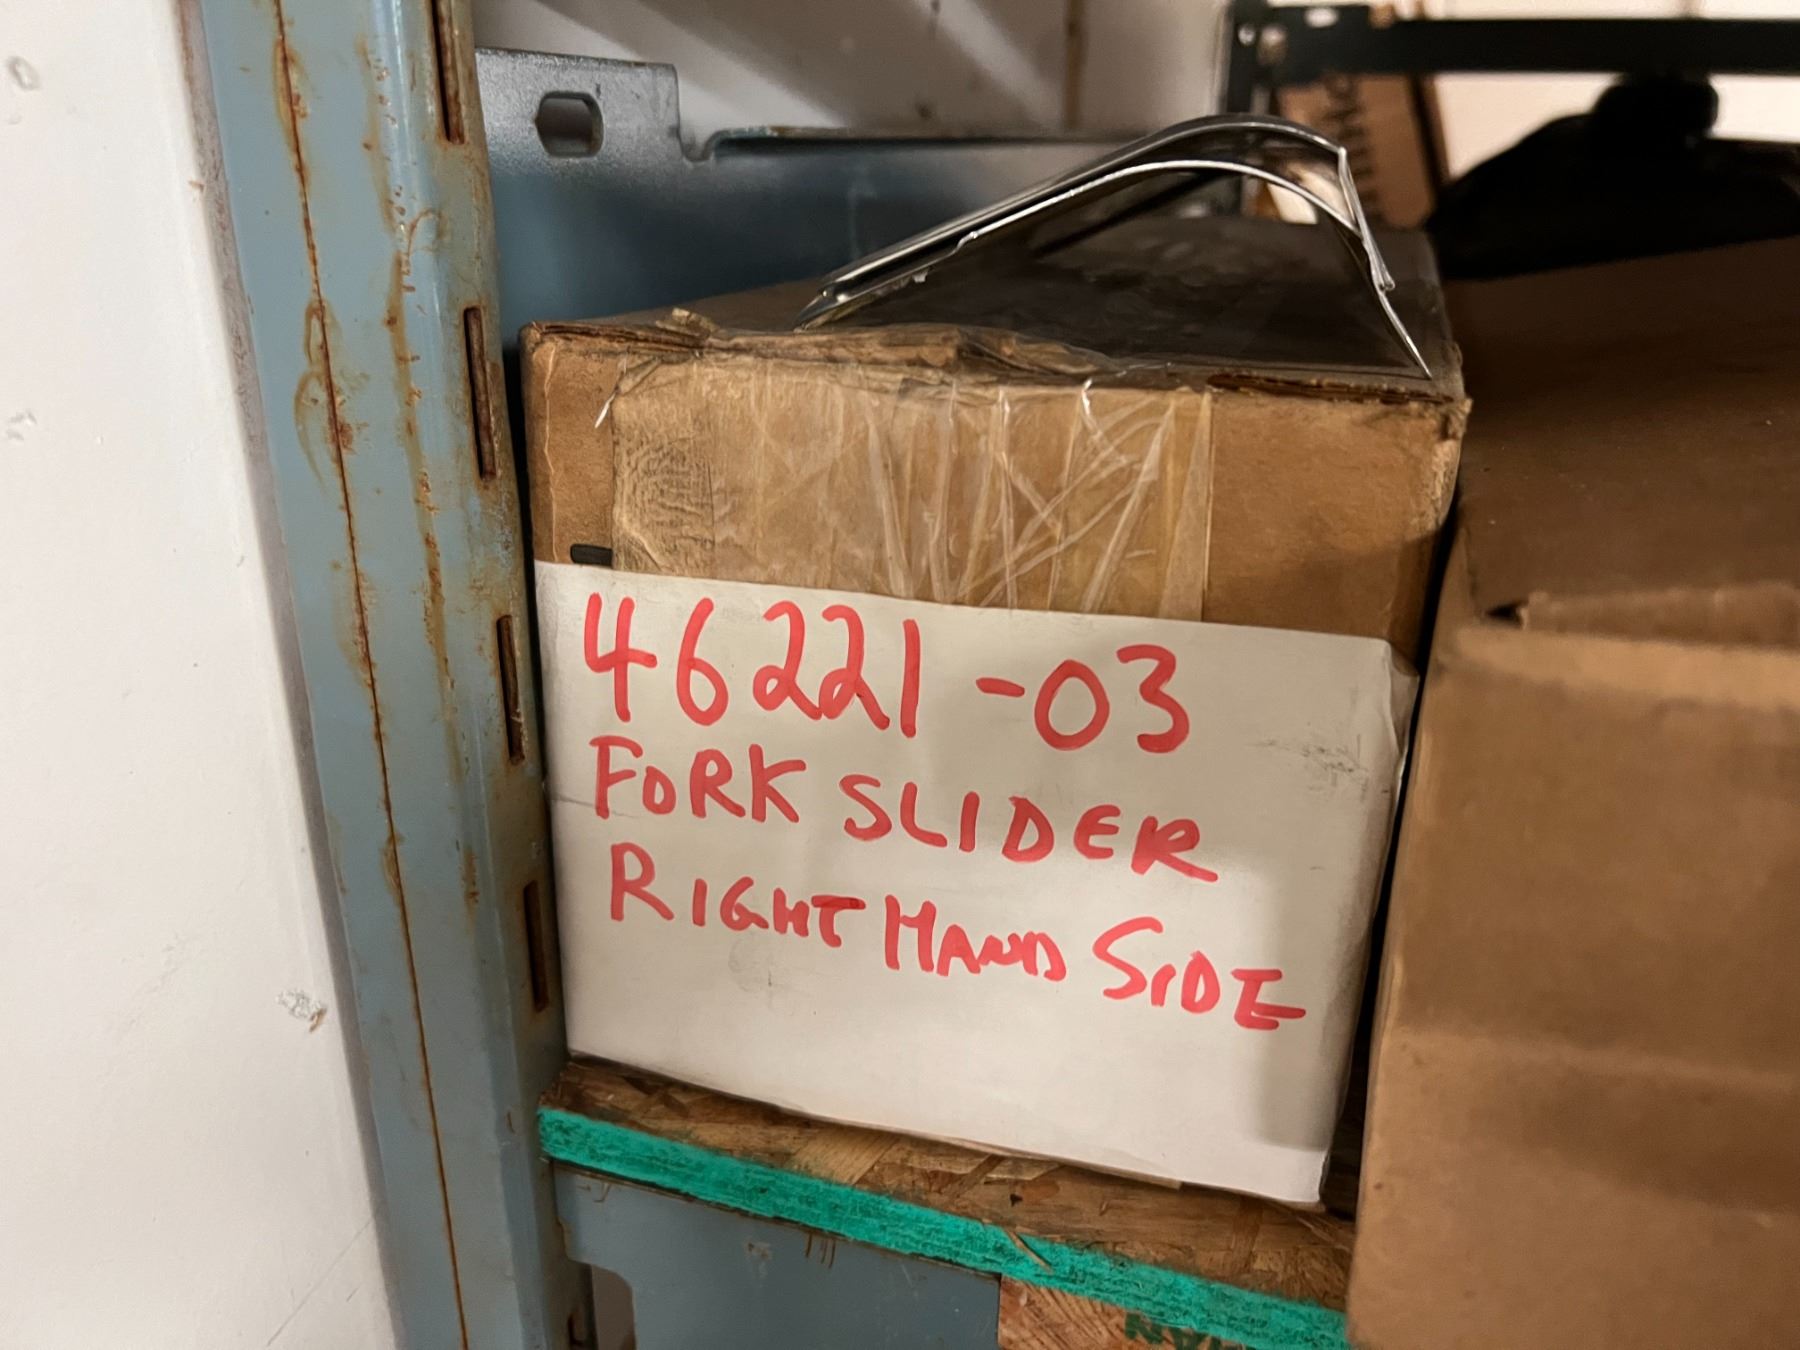 46221-03
FORK SLIDER
RIGHT HAND SIDE